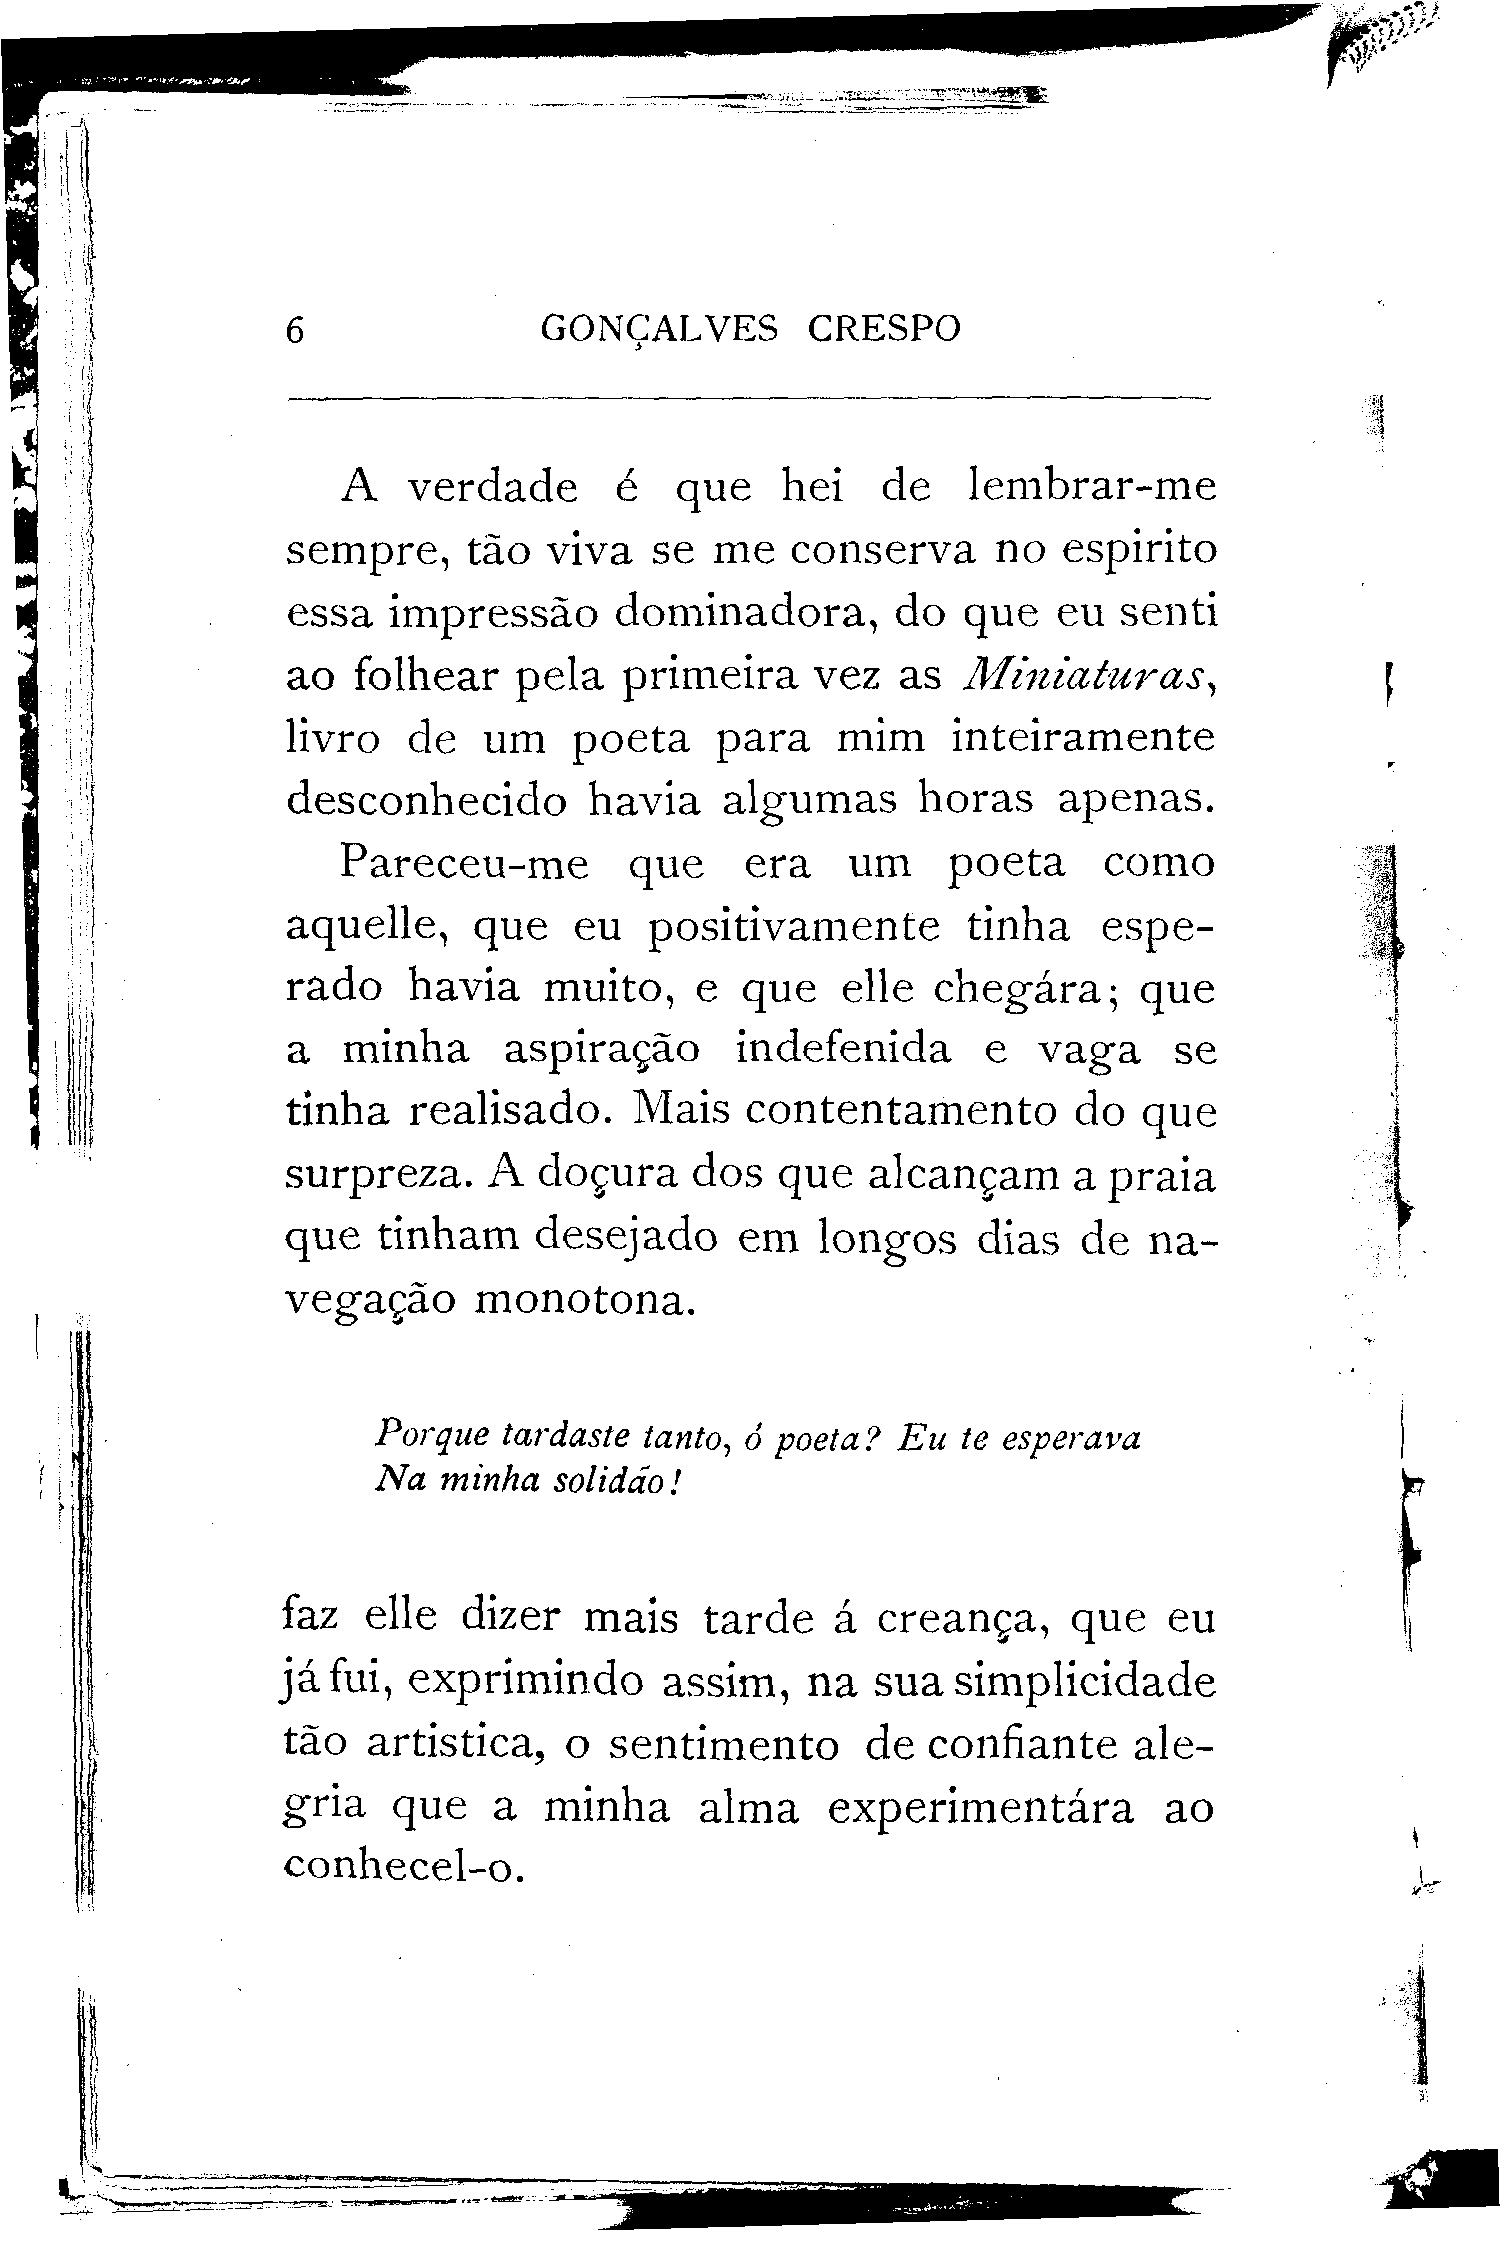 6 GONÇALVES CRESPO
A verdade é que hei de lembrar-me
sempre, tão viva se me conserva no espirito
essa impressão dominadora, do que eu senti
ao folhear pela primeira vez as Miniaturas,
livro de um poeta para mim inteiramente
desconhecido havia algumas horas apenas.
Pareceu-me que era um poeta como
aquelle, que eu positivamente tinha espe-
rado havia muito, e que elle chegára; que
a minha aspiração indefenida e vaga se
tinha realisado. Mais contentamento do que
surpreza. A doçura dos que alcançam a praia
que tinham desejado em longos dias de na-
vegação monotona.
Porque tardaste tanto, ó poeta? Eu te esperava
Na minha solidão!
faz elle dizer mais tarde á creança, que eu
já fui, exprimindo assim, na sua simplicidade
tão artistica, o sentimento de confiante ale-
gria que a minha alma experimentára ao
conhecel-o.